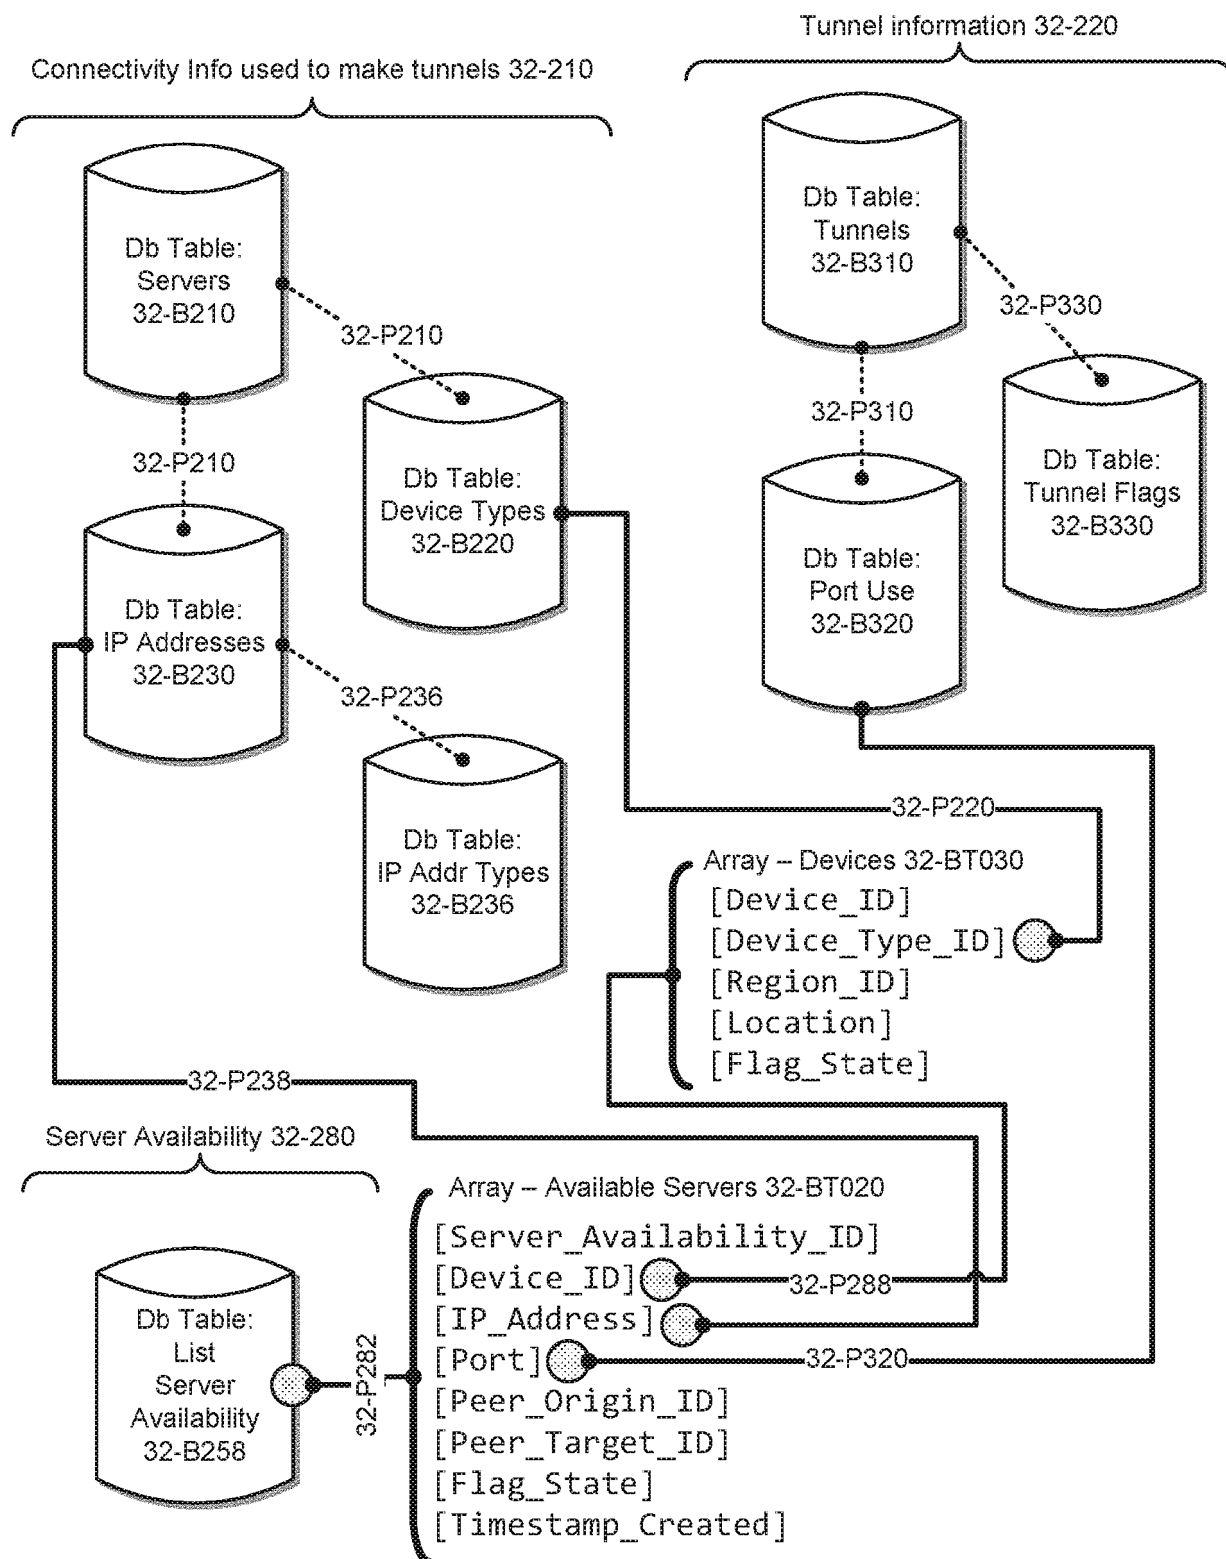 Tunnel information 32-220
Connectivity Info used to make tunnels 32-210
Db Table:
Servers
32-B210
Db Table:
Tunnels
32-B310
32-P210
32-P330
32-P210
32-P310
Db Table:
Device Types
32-B220
Db Table:
Tunnel Flags
32-B330
Db Table:
IP Addresses
32-B230
Db Table:
Port Use
32-B320
32-P236
Db Table:
IP Addr Types
32-B236
32-P220
Array – Devices 32-BT030
[Device_ID]
[Device_Type_ID]
[Region_ID]
[Location]
[Flag_State]
32-P238
Server Availability 32-280
Array – Available Servers 32-BT020
[Server_Availability_ID]
[Device_ID]
32-P288
[IP_Address]
[Port]
32-P320
[Peer_Origin_ID]
[Peer_Target_ID]
[Flag_State]
[Timestamp_Created]
Db Table:
List
Server
Availability
32-B258
32-P282